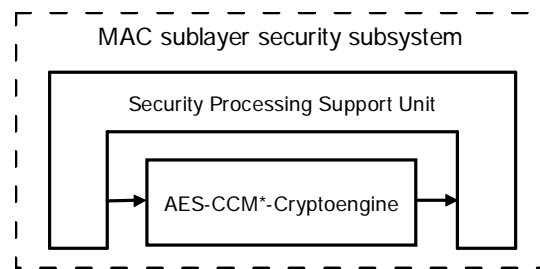 MAC sublayer security subsystem
Security Processing Support Unit
AES-CCM*-Cryptoengine